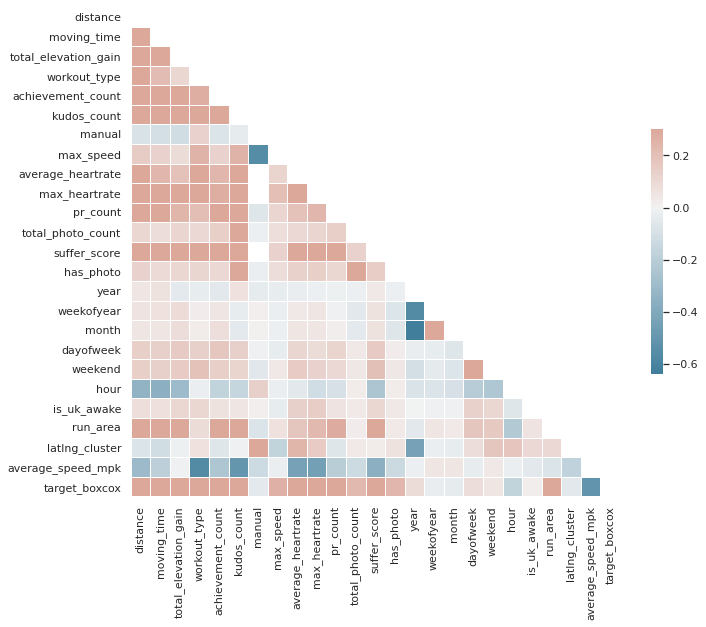 distance
moving_time
total_elevation_gain
workout_type
achievement_count
kudos_count
manual
max_speed
average_heartrate
max_heartrate
pr_count
total_photo_count
suffer_score
has_photo
year
weekofyear
month
dayofweek
weekend
hour
is_uk_awake
run_area
latlng_cluster
average_speed_mpk
target_boxcox
distance
moving_time
total_elevation_gain
workout_type
achievement_count
kudos_count
manual
max_speed
average_heartrate
max_heartrate
pr_count
total_photo_count
suffer_score
has_photo
year
weekofyear
month
dayofweek
weekend
hour
is_uk_awake
run_area
latlng_cluster
average_speed_mpk
target_boxcox
0.2
0.0
−0.2
−0.4
−0.6